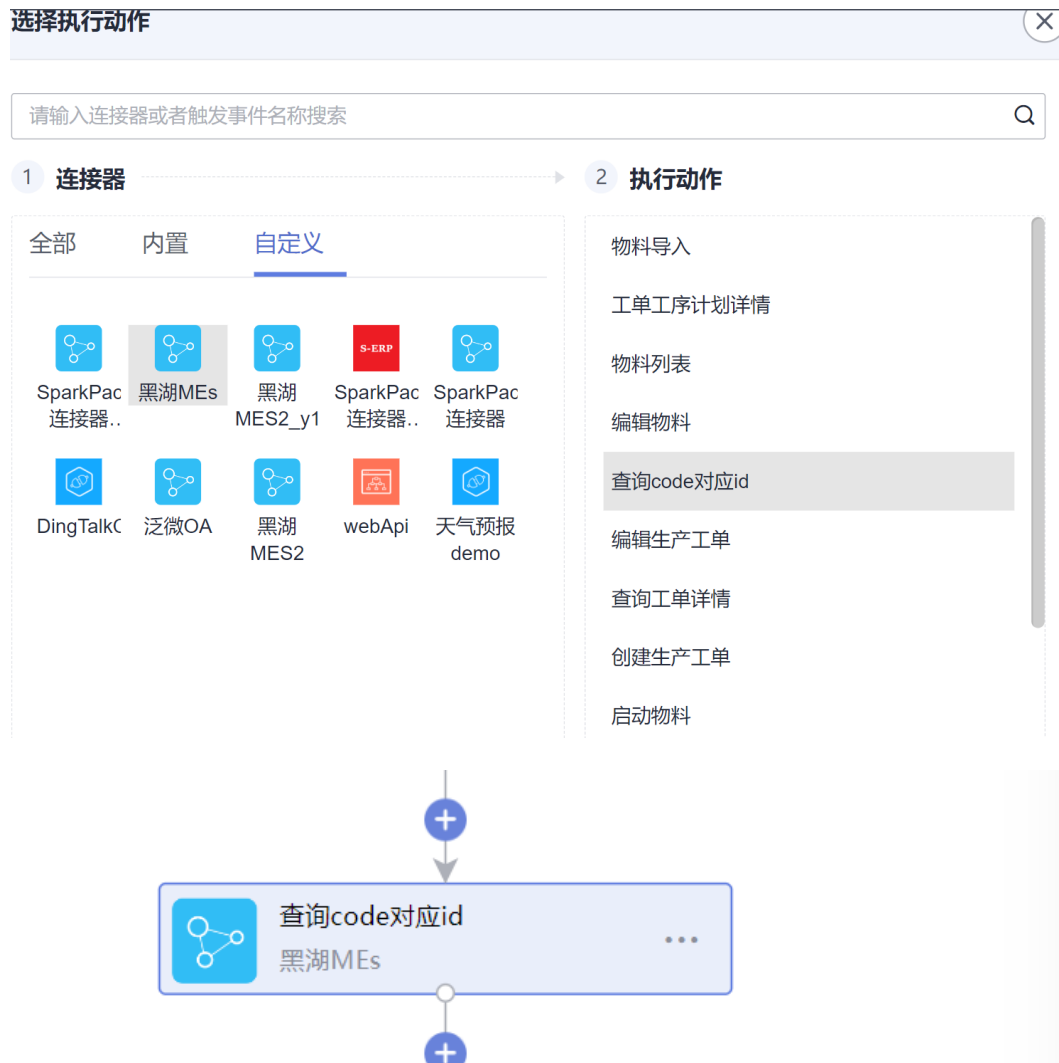 选择执行动作
请输入连接器或者触发事件名称搜索
1 连接器
2 执行动作
全部 内置 自定义
S-ERP
SparkPac 黑湖MEs 黑湖 SparkPac SparkPac
连接器.. MES2_y1 连接器.. 连接器
DingTalkC 泛微OA 黑湖 webApi 天气预报
MES2 demo
物料导入
工单工序计划详情
物料列表
编辑物料
查询code对应id
编辑生产工单
查询工单详情
创建生产工单
启动物料
查询code对应id
黑湖MEs